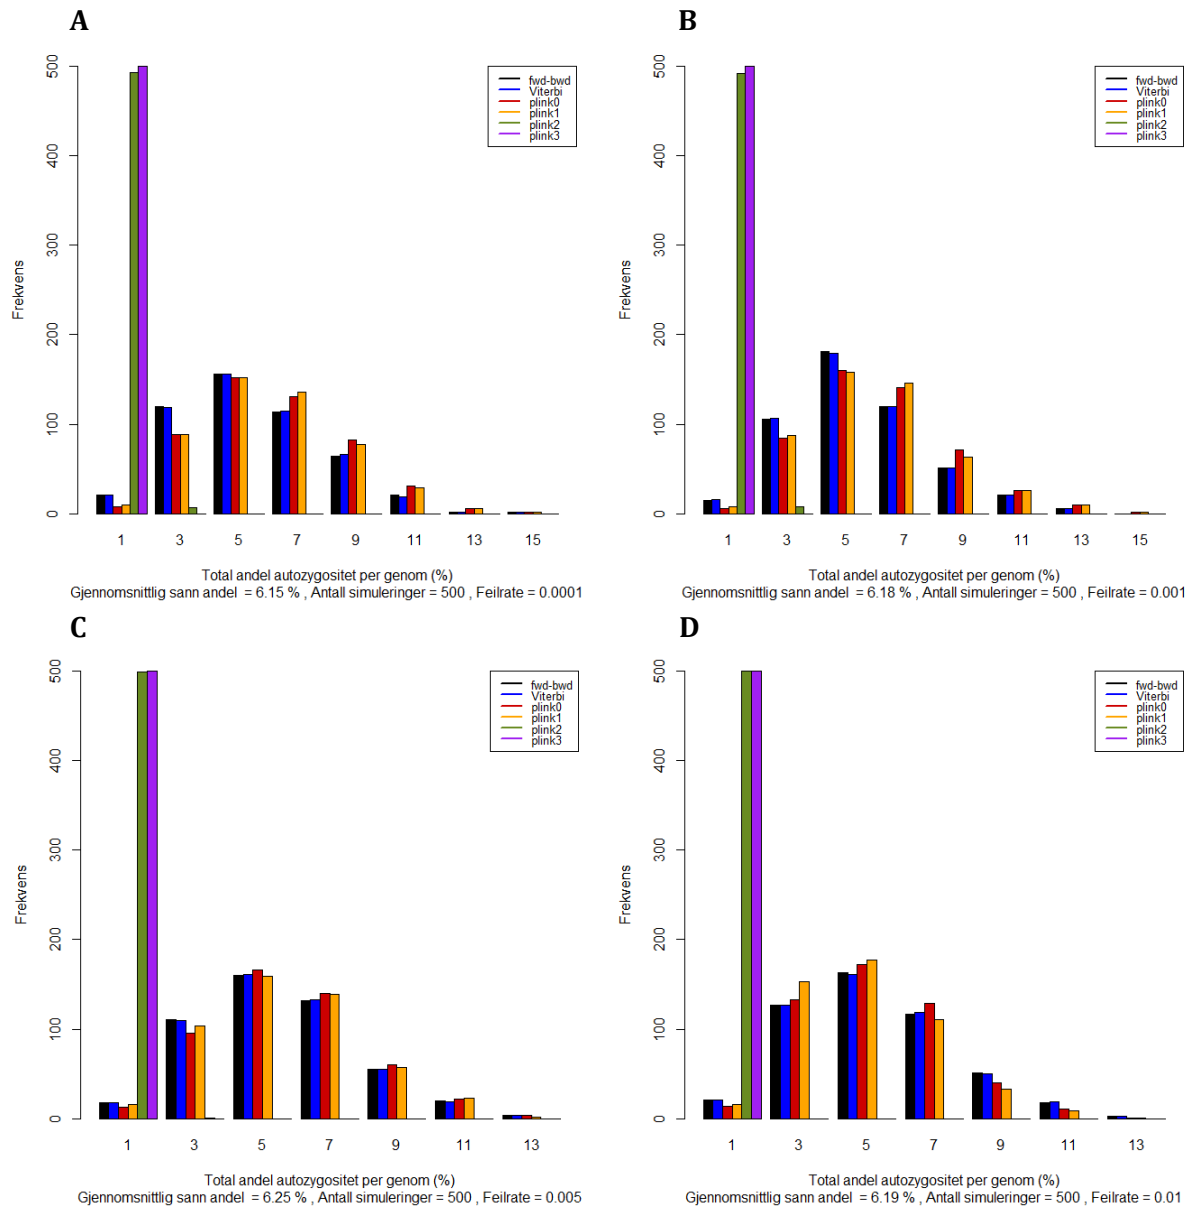 A
500
400
300
200
100
0
Frekvens
fwd-bwd
Viterbi
plink0
plink1
plink2
plink3
1 3 5 7 9 11 13 15
Total andel autozygositet per genom (%)
Gjennomsnittlig sann andel = 6.15 % , Antall simuleringer = 500 , Feilrate = 0.0001
B
500
400
300
200
100
0
Frekvens
fwd-bwd
Viterbi
plink0
plink1
plink2
plink3
1 3 5 7 9 11 13 15
Total andel autozygositet per genom (%)
Gjennomsnittlig sann andel = 6.18 % , Antall simuleringer = 500 , Feilrate = 0.001
C
500
400
300
200
100
0
Frekvens
fwd-bwd
Viterbi
plink0
plink1
plink2
plink3
1 3 5 7 9 11 13
Total andel autozygositet per genom (%)
Gjennomsnittlig sann andel = 6.25 % , Antall simuleringer = 500 , Feilrate = 0.005
D
500
400
300
200
100
0
Frekvens
fwd-bwd
Viterbi
plink0
plink1
plink2
plink3
1 3 5 7 9 11 13
Total andel autozygositet per genom (%)
Gjennomsnittlig sann andel = 6.19 % , Antall simuleringer = 500 , Feilrate = 0.01